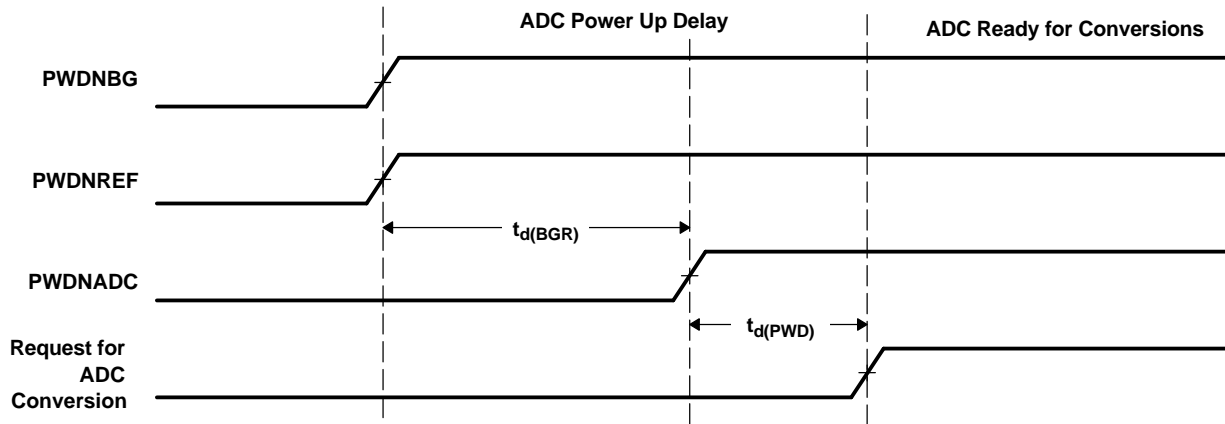 ADC Power Up Delay
ADC Ready for Conversions
PWDNBG
PWDNREF
td(BGR)
PWDNADC
td(PWD)
Request for
ADC
Conversion